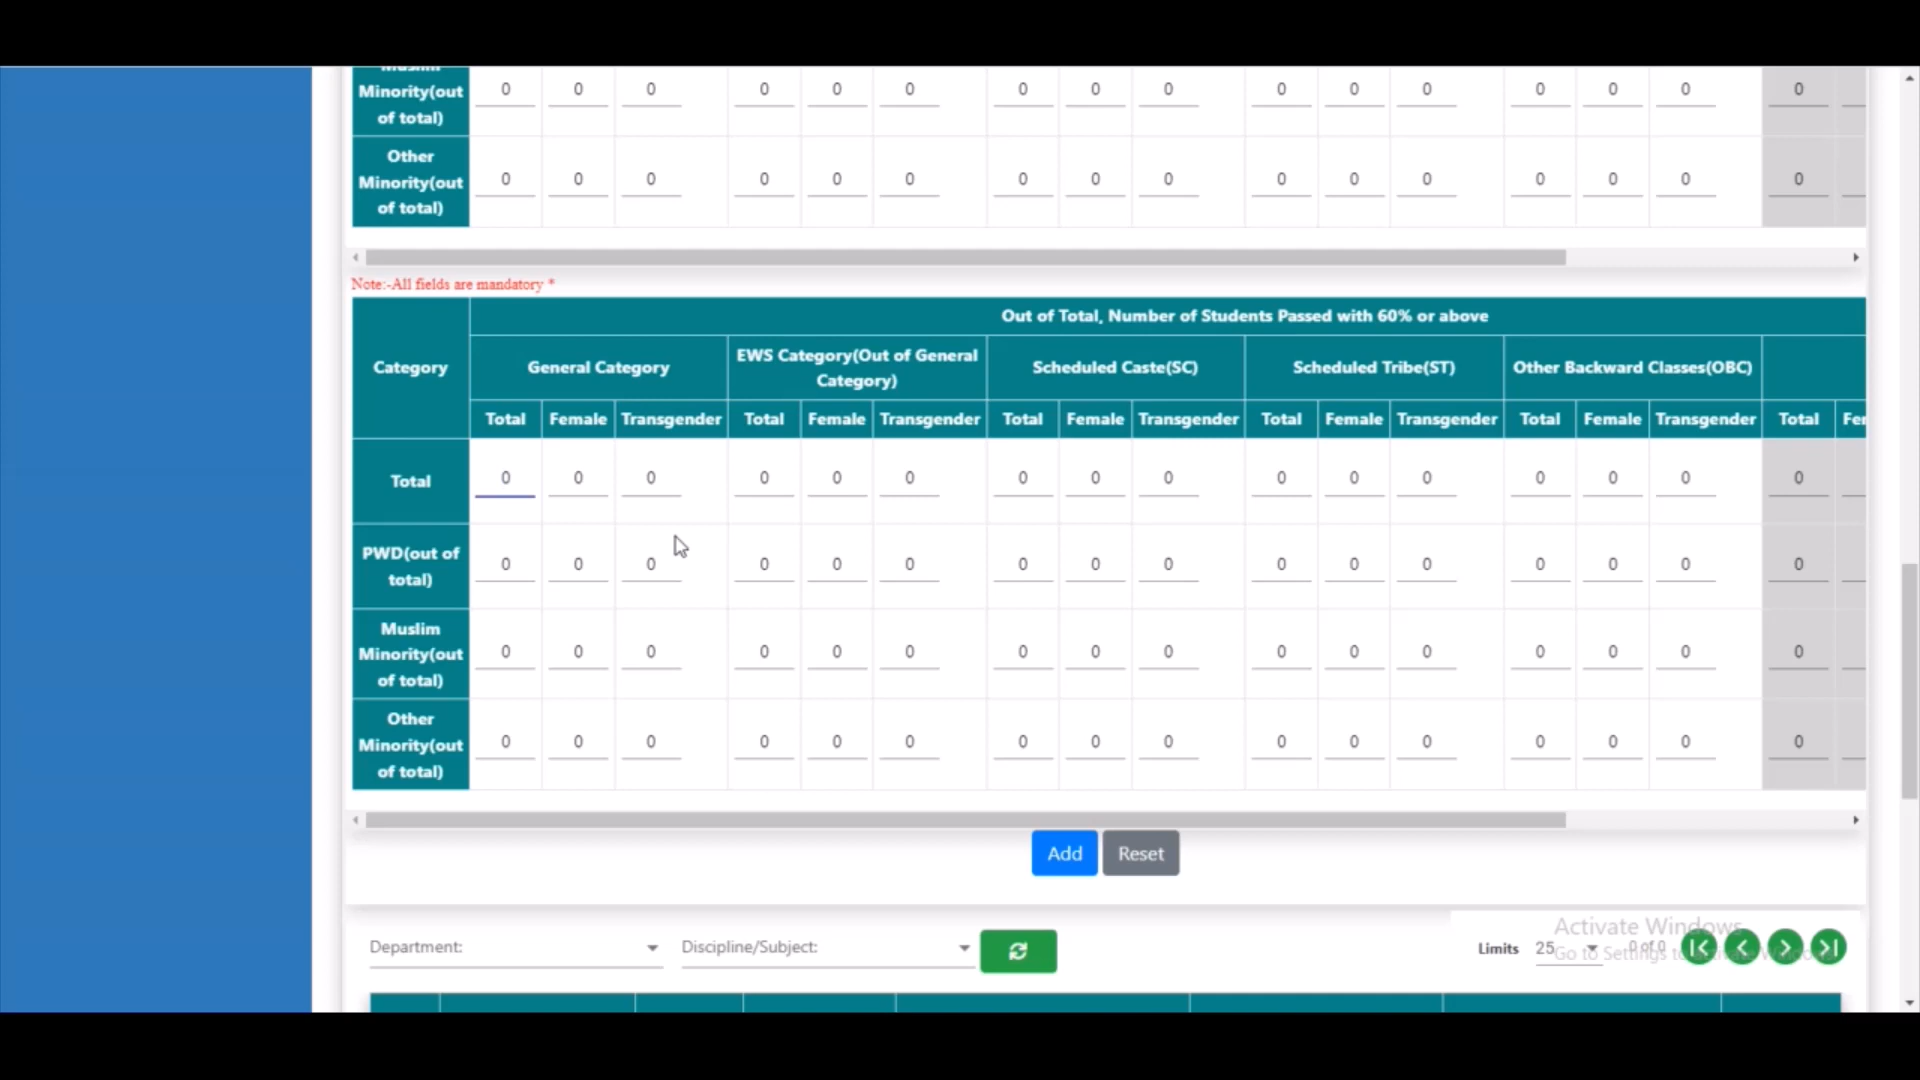 Minority(out 0 0 0 0 0 0 0 0 0 0 0 0 0 0 0 0
of total)
Other
Minority(out 0 0 0 0 0 0 0 0 0 0 0 0 0 0 0 0
of total)
Note:-All fields are mandatory *
Out of Total, Number of Students Passed with 60% or above
Category
General Category
EWS Category(Out of General
Category)
Scheduled Caste(SC)
Scheduled Tribe(ST)
Other Backward Classes(OBC)
Total Female Transgender Total Female Transgender Total Female Transgender Total Female Transgender Total Female Transgender Total Fer
Total 0 0 0 0 0 0 0 0 0 0 0 0 0 0 0 0
PWD(out of
total) 0 0 0 0 0 0 0 0 0 0 0 0 0 0 0 0
Muslim
Minority(out 0 0 0 0 0 0 0 0 0 0 0 0 0 0 0 0
of total)
Other
Minority(out 0 0 0 0 0 0 0 0 0 0 0 0 0 0 0 0
of total)
Add Reset
Activate Windows
Department: Discipline/Subject: Limits 25 0 of 0
Go to Settings to